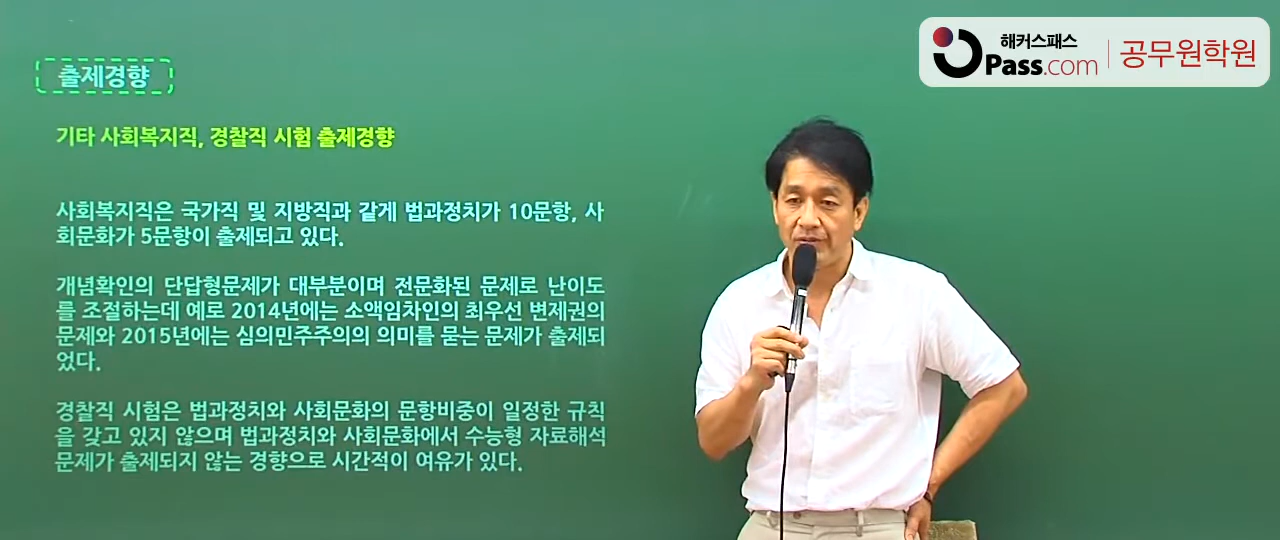 해커스패스
Pass.com
공무원학원
출제경향
기타 사회복지직, 경찰직 시험 출제경향
사회복지직은 국가직 및 지방직과 같게 법과정치가 10문항, 사
회문화가 5문항이 출제되고 있다.
개념확인의 단답형문제가 대부분이며 전문화된 문제로 난이도
를 조절하는데 예로 2014년에는 소액임차인의 최우선 변제권의
문제와 2015년에는 심의민주주의의 의미를 묻는 문제가 출제되
었다.
경찰직 시험은 법과정치와 사회문화의 문항비중이 일정한 규칙
을 갖고 있지 않으며 법과정치와 사회문화에서 수능형 자료해석
문제가 출제되지 않는 경향으로 시간적이 여유가 있다.